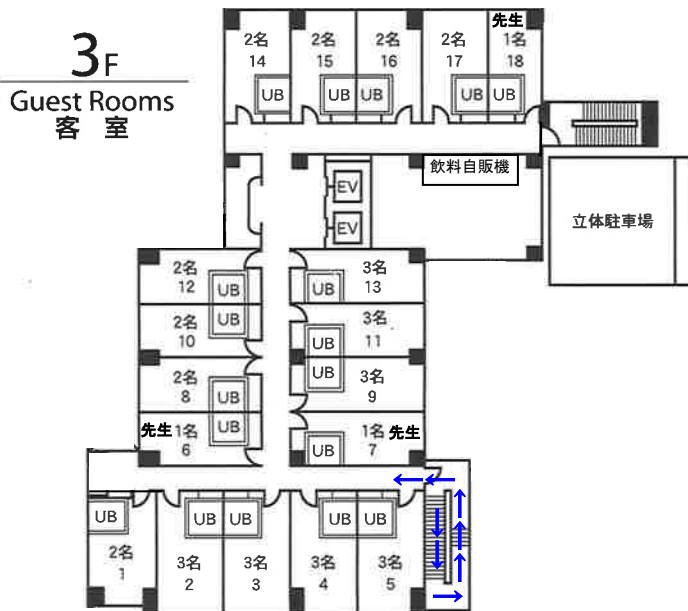 3F
Guest Rooms
客 室
2名
14
UB
2名
15
UB
2名
16
UB
2名
17
UB
先生
1名
18
UB
EV
EV
飲料自販機
立体駐車場
2名
12
UB
3名
13
UB
2名
10
UB
3名
11
UB
2名
8
UB
3名
9
UB
先生
1名
6
UB
1名
7
先生
UB
UB
2名
1
UB
3名
2
UB
3名
3
UB
3名
4
UB
3名
5